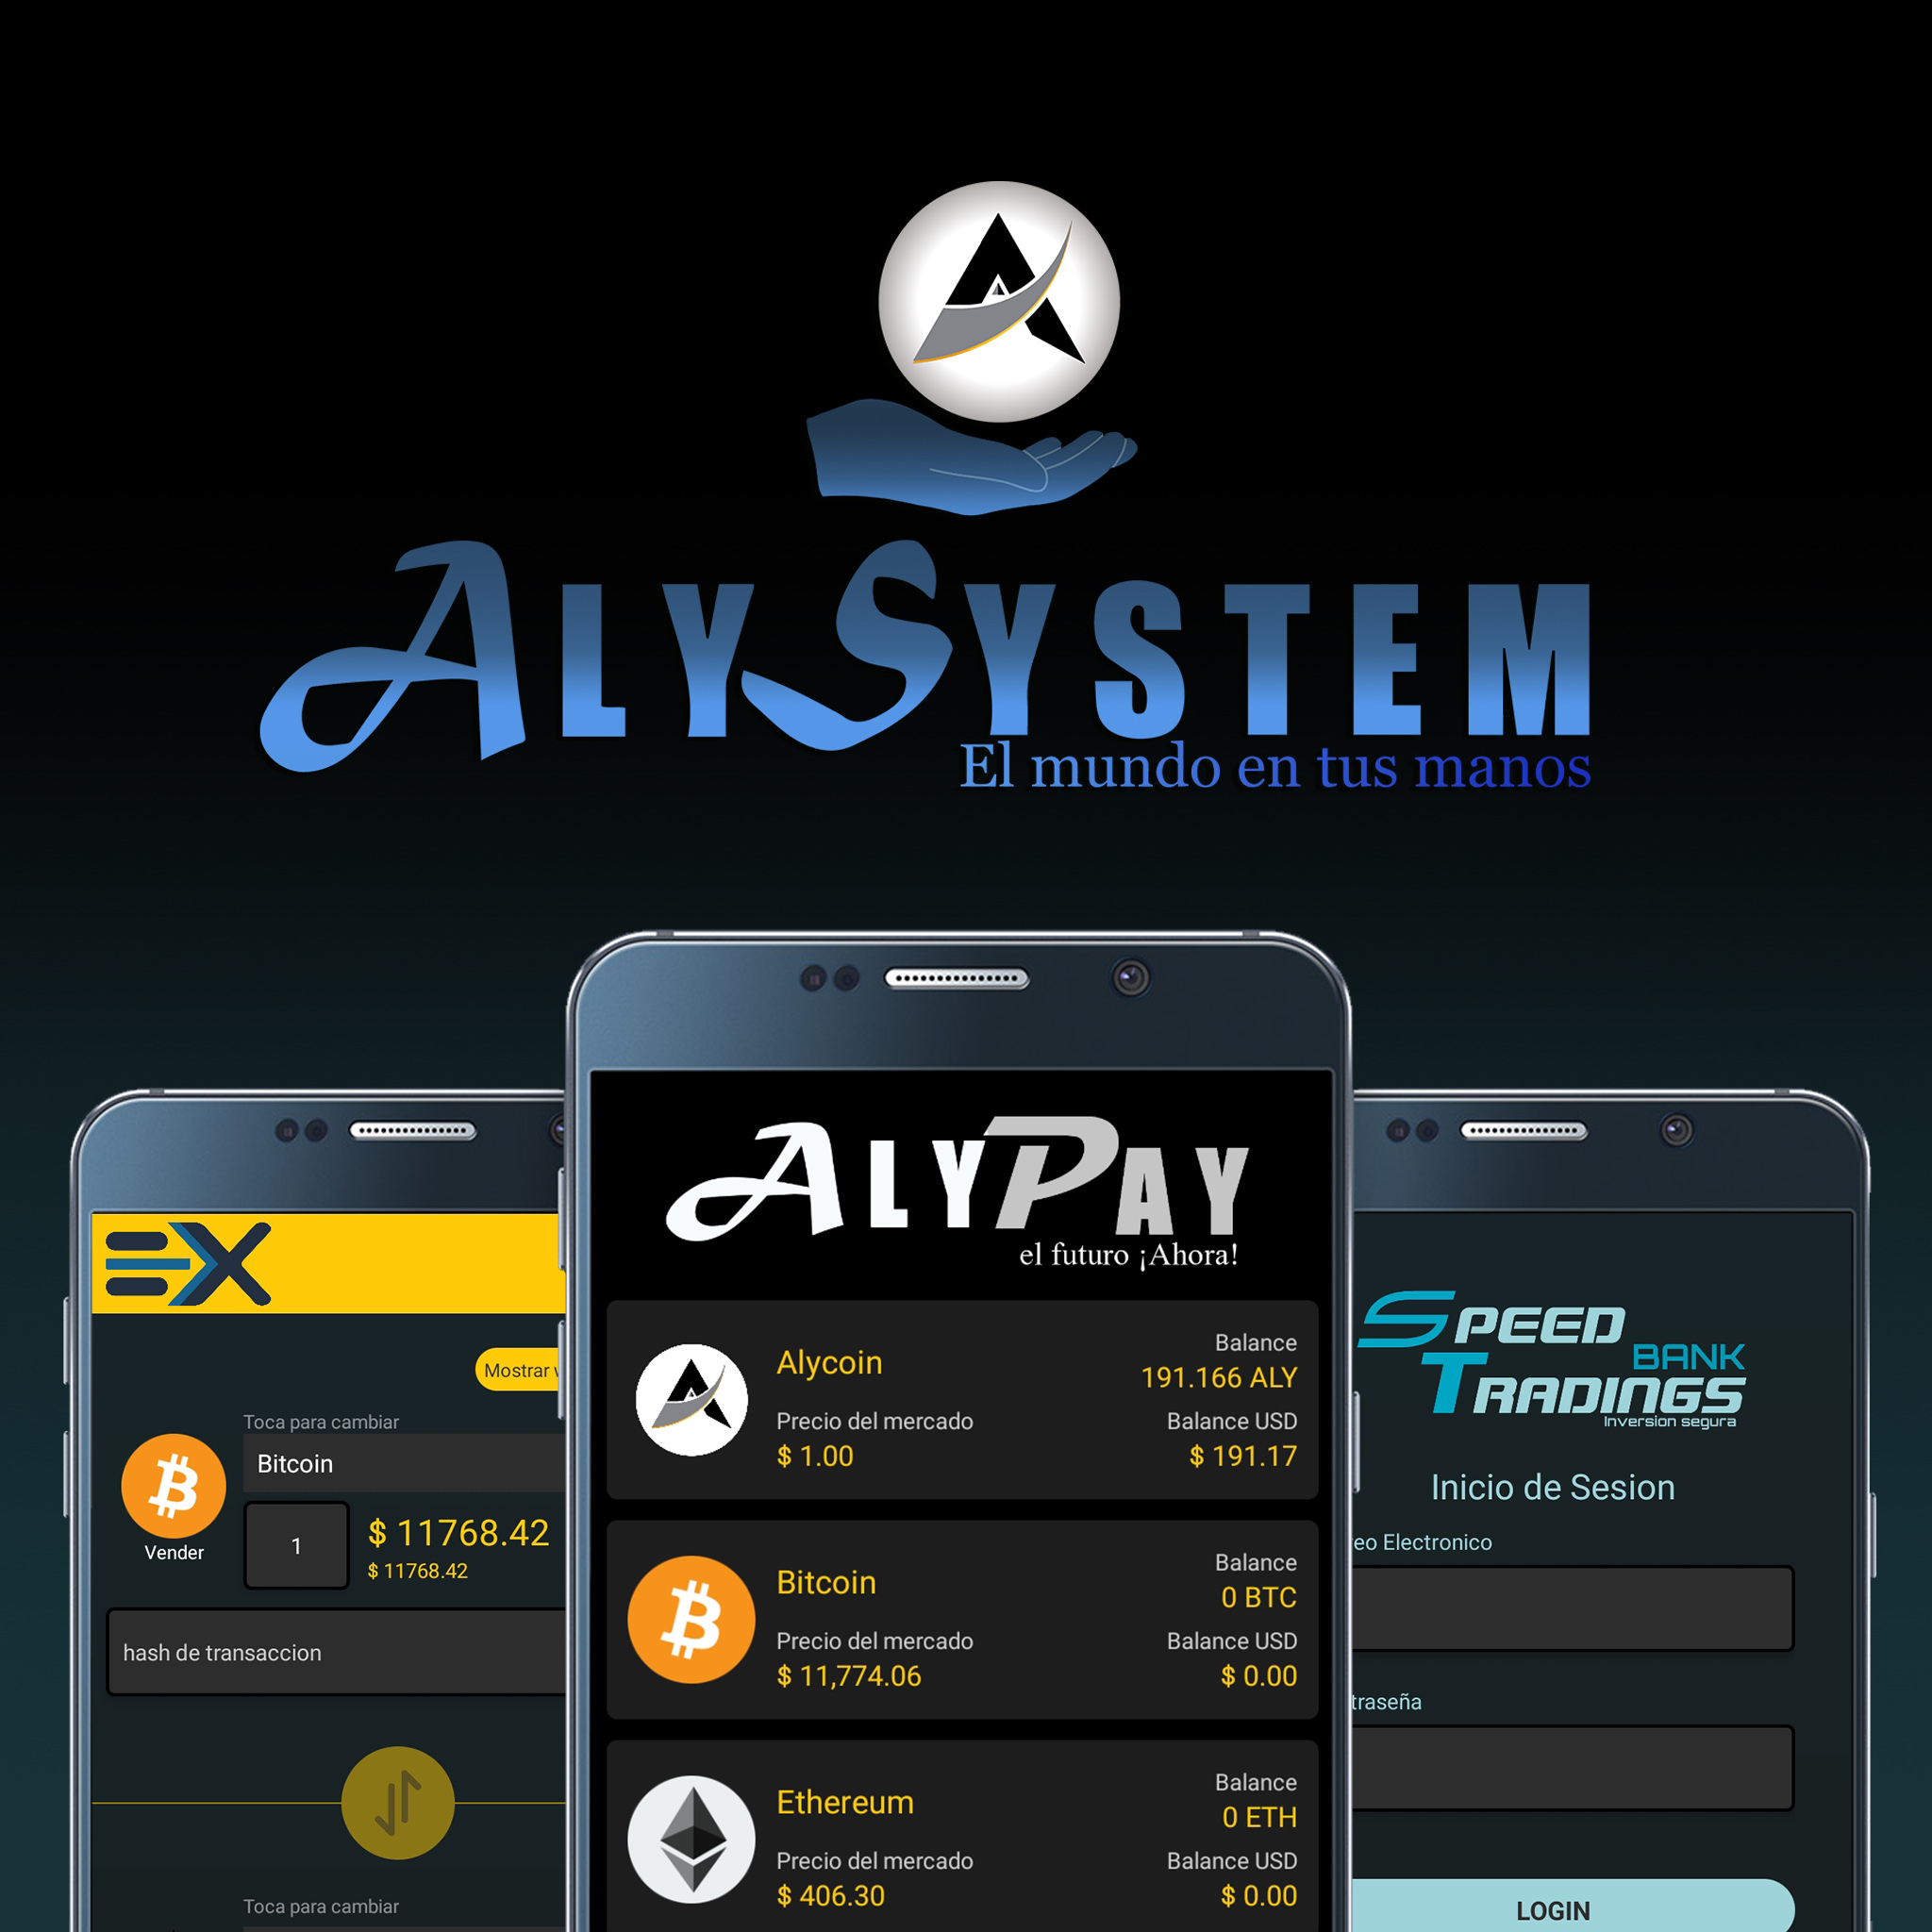 ALYSYSTEM
El mundo en tus manos
EX
Mostrar
Toca para cambiar
Bitcoin
Vender
1
$ 11768.42
$ 11768.42
hash de transaccion
Toca para cambiar
ALYPAY
el futuro ¡Ahora!
Alycoin
Balance
191.166 ALY
Precio del mercado
Balance USD
$ 1.00
$ 191.17
Bitcoin
Balance
0 BTC
Precio del mercado
Balance USD
$ 11,774.06
$ 0.00
Ethereum
Balance
0 ETH
Precio del mercado
Balance USD
$ 406.30
$ 0.00
SPEED
BANK
TRADINGS
Inversion segura
Inicio de Sesion
eo Electronico
traseña
LOGIN